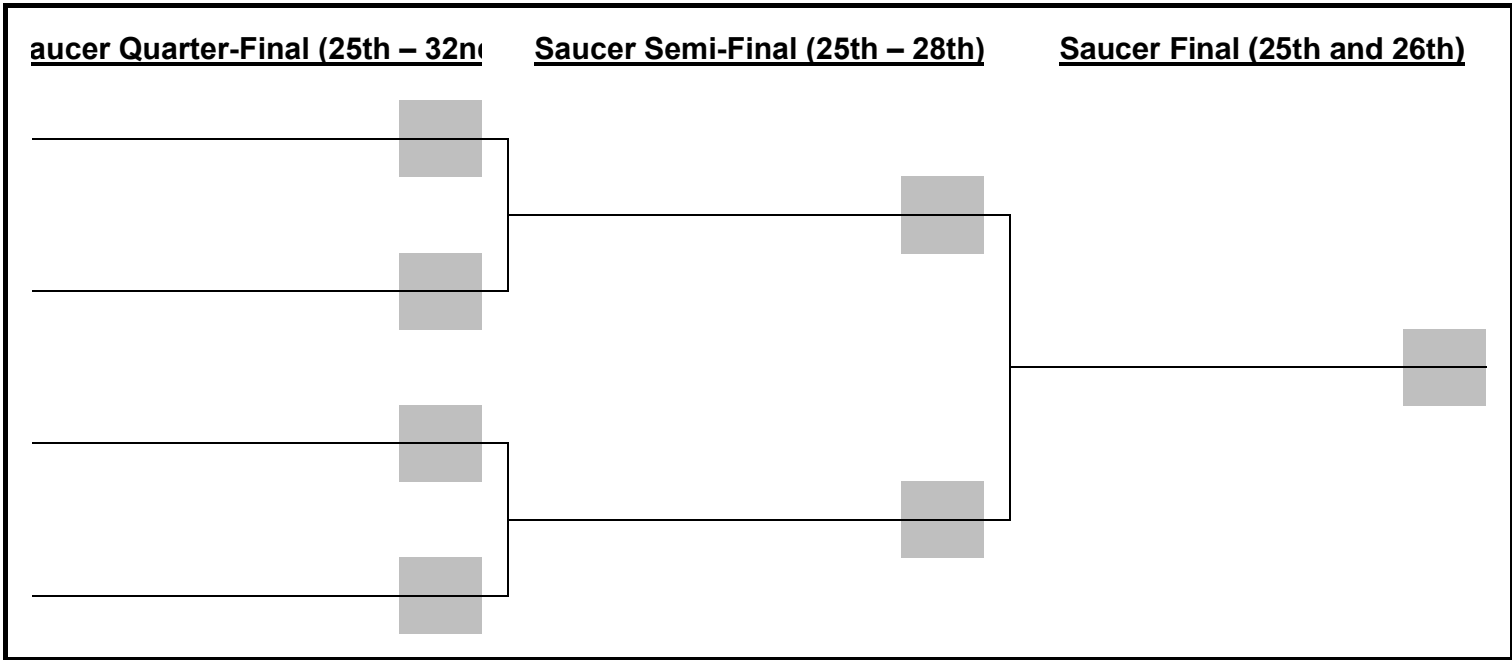 aucer Quarter-Final (25th – 32n
Saucer Semi-Final (25th – 28th)
Saucer Final (25th and 26th)